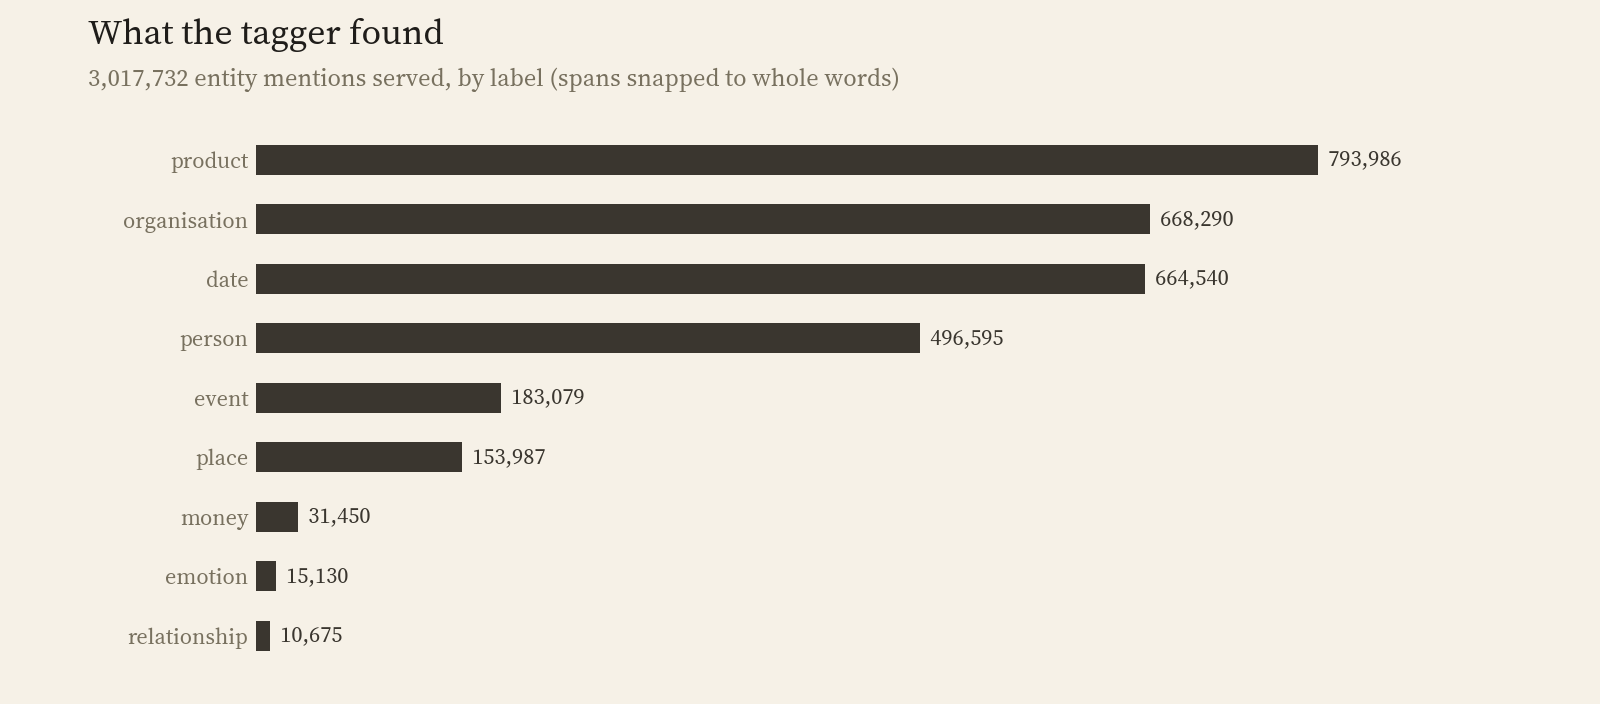 What the tagger found
3,017,732 entity mentions served, by label (spans snapped to whole words)
product 793,986
organisation 668,290
date 664,540
person 496,595
event 183,079
place 153,987
money 31,450
emotion 15,130
relationship 10,675